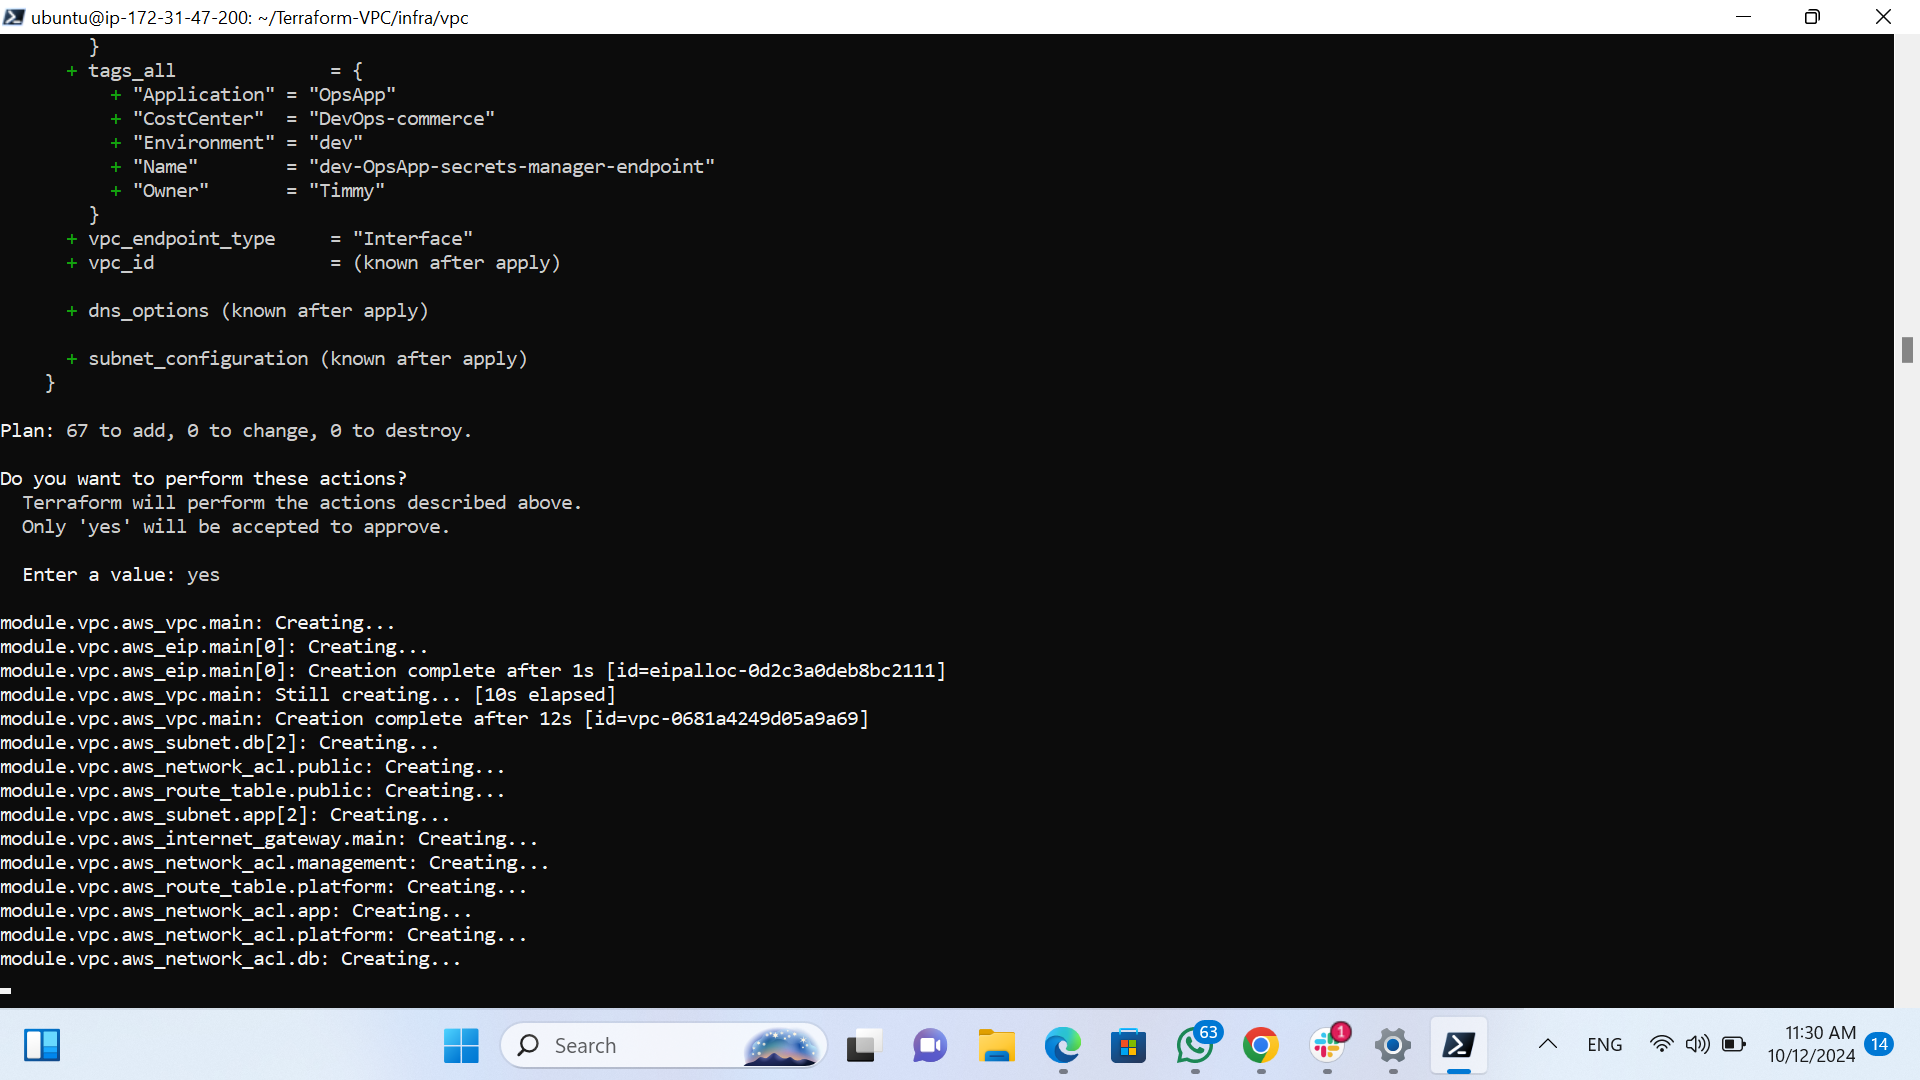 ubuntu@ip-172-31-47-200: ~/Terraform-VPC/infra/vpc
        }
      + tags_all              = {
          + "Application" = "OpsApp"
          + "CostCenter"  = "DevOps-commerce"
          + "Environment" = "dev"
          + "Name"        = "dev-OpsApp-secrets-manager-endpoint"
          + "Owner"       = "Timmy"
        }
      + vpc_endpoint_type     = "Interface"
      + vpc_id                = (known after apply)
      + dns_options (known after apply)
      + subnet_configuration (known after apply)
    }
Plan: 67 to add, 0 to change, 0 to destroy.
Do you want to perform these actions?
  Terraform will perform the actions described above.
  Only 'yes' will be accepted to approve.
  Enter a value: yes
module.vpc.aws_vpc.main: Creating...
module.vpc.aws_eip.main[0]: Creating...
module.vpc.aws_eip.main[0]: Creation complete after 1s [id=eipalloc-0d2c3a0deb8bc2111]
module.vpc.aws_vpc.main: Still creating... [10s elapsed]
module.vpc.aws_vpc.main: Creation complete after 12s [id=vpc-0681a4249d05a9a69]
module.vpc.aws_subnet.db[2]: Creating...
module.vpc.aws_network_acl.public: Creating...
module.vpc.aws_route_table.public: Creating...
module.vpc.aws_subnet.app[2]: Creating...
module.vpc.aws_internet_gateway.main: Creating...
module.vpc.aws_network_acl.management: Creating...
module.vpc.aws_route_table.platform: Creating...
module.vpc.aws_network_acl.app: Creating...
module.vpc.aws_network_acl.platform: Creating...
module.vpc.aws_network_acl.db: Creating...
Search
63
1
ENG
11:30 AM
10/12/2024
14